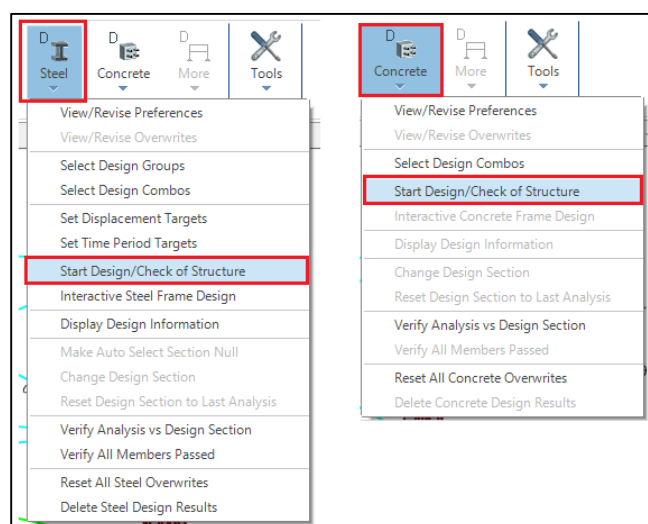 D
Steel
D
Concrete
D
More
Tools
View/Revise Preferences
View/Revise Overwrites
Select Design Groups
Select Design Combos
Set Displacement Targets
Set Time Period Targets
Start Design/Check of Structure
Interactive Steel Frame Design
Display Design Information
Make Auto Select Section Null
Change Design Section
Reset Design Section to Last Analysis
Verify Analysis vs Design Section
Verify All Members Passed
Reset All Steel Overwrites
Delete Steel Design Results
D
Concrete
D
More
Tools
View/Revise Preferences
View/Revise Overwrites
Select Design Combos
Start Design/Check of Structure
Interactive Concrete Frame Design
Display Design Information
Change Design Section
Reset Design Section to Last Analysis
Verify Analysis vs Design Section
Verify All Members Passed
Reset All Concrete Overwrites
Delete Concrete Design Results